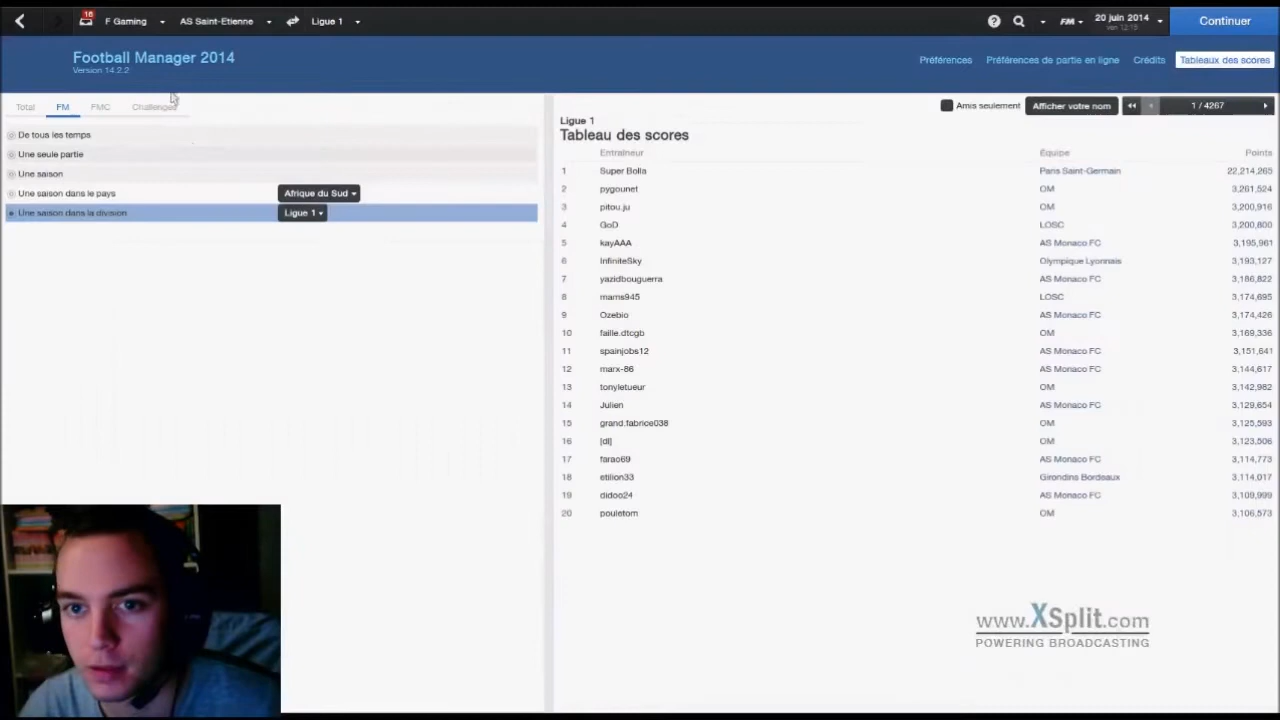 16 F Gaming AS Saint-Etienne Ligue 1 FM 20 juin 2014 Continuer
ven 12:15
Football Manager 2014
Version 14.2.2
Préférences Préférences de partie en ligne Crédits Tableaux des scores
Total FM FMC Challenges
De tous les temps
Une seule partie
Une saison
Une saison dans le pays Afrique du Sud
Une saison dans la division Ligue 1
Amis seulement Afficher votre nom 1 / 4267
Ligue 1
Tableau des scores
Entraîneur Équipe Points
1 Super Bolla Paris Saint-Germain 22,214,265
2 pygounet OM 3,261,524
3 pitou.ju OM 3,200,916
4 GoD LOSC 3,200,800
5 kayAAA AS Monaco FC 3,195,961
6 InfiniteSky Olympique Lyonnais 3,193,127
7 yazidbouguerra AS Monaco FC 3,186,822
8 mams945 LOSC 3,174,695
9 Ozebio AS Monaco FC 3,174,426
10 faille.dtcgb OM 3,169,336
11 spainjobs12 AS Monaco FC 3,151,641
12 marx-86 AS Monaco FC 3,144,617
13 tonyletueur OM 3,142,982
14 Julien AS Monaco FC 3,129,654
15 grand.fabrice038 OM 3,125,593
16 [dl] OM 3,123,506
17 farao69 AS Monaco FC 3,114,773
18 etilion33 Girondins Bordeaux 3,114,017
19 didoo24 AS Monaco FC 3,109,999
20 pouletom OM 3,106,573
www.XSplit.com
POWERING BROADCASTING